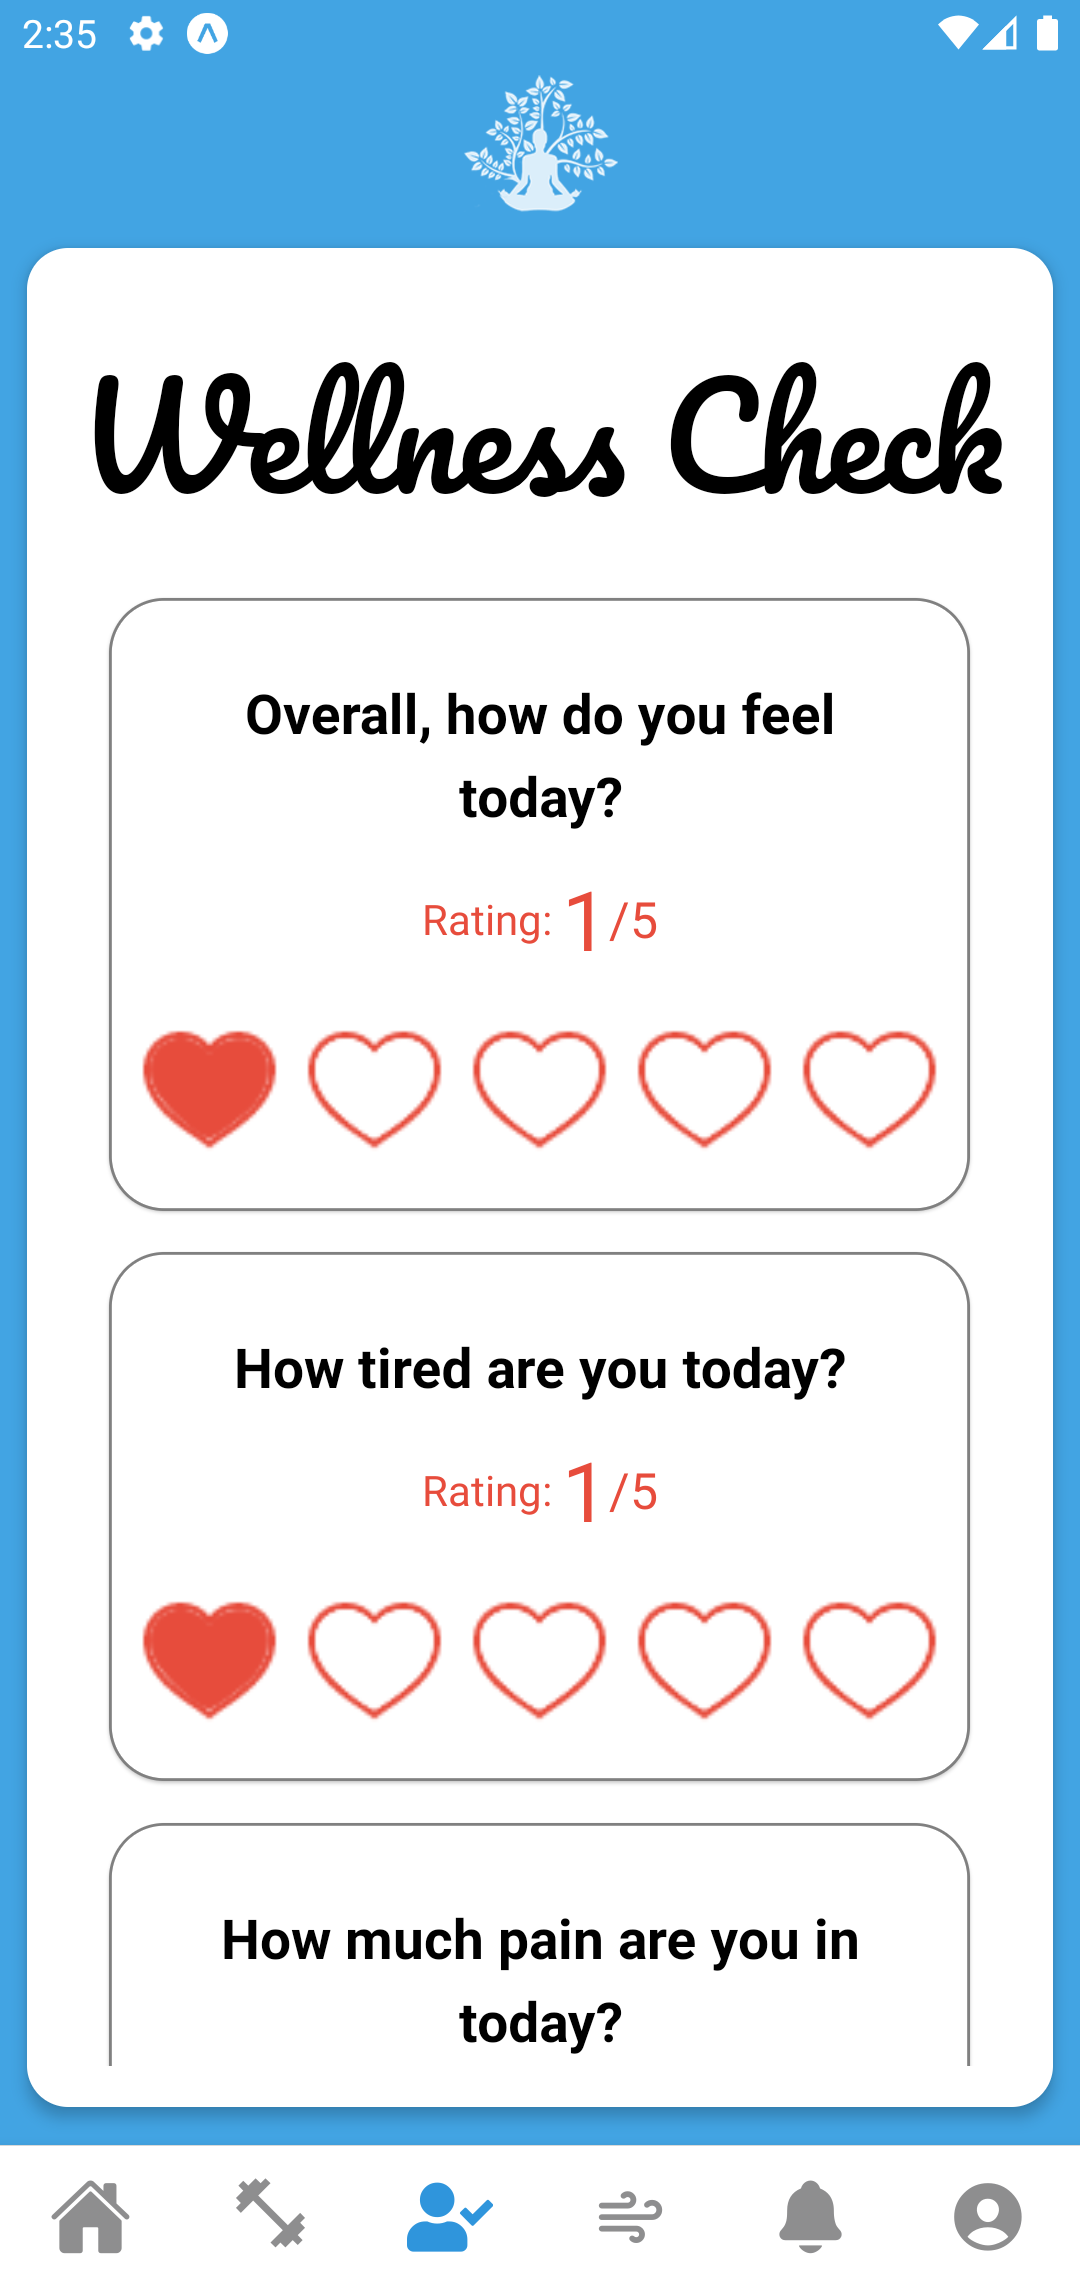 2:35
Wellness Check
Overall, how do you feel
today?
Rating: 1/5
How tired are you today?
Rating: 1/5
How much pain are you in
today?